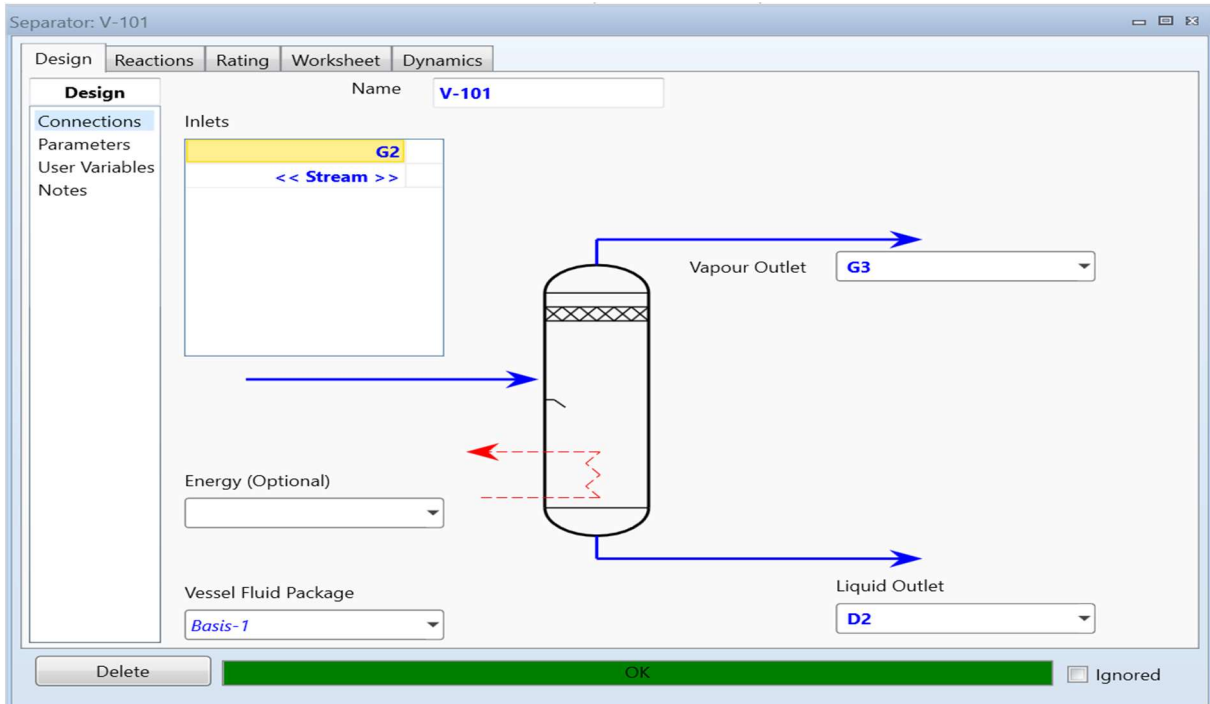 Separator: V-101
Design Reactions Rating Worksheet Dynamics
Design
Connections
Parameters
User Variables
Notes
Name V-101
Inlets
G2
<< Stream >>
Vapour Outlet G3
Energy (Optional)
Vessel Fluid Package
Basis-1
Liquid Outlet
D2
Delete OK Ignored